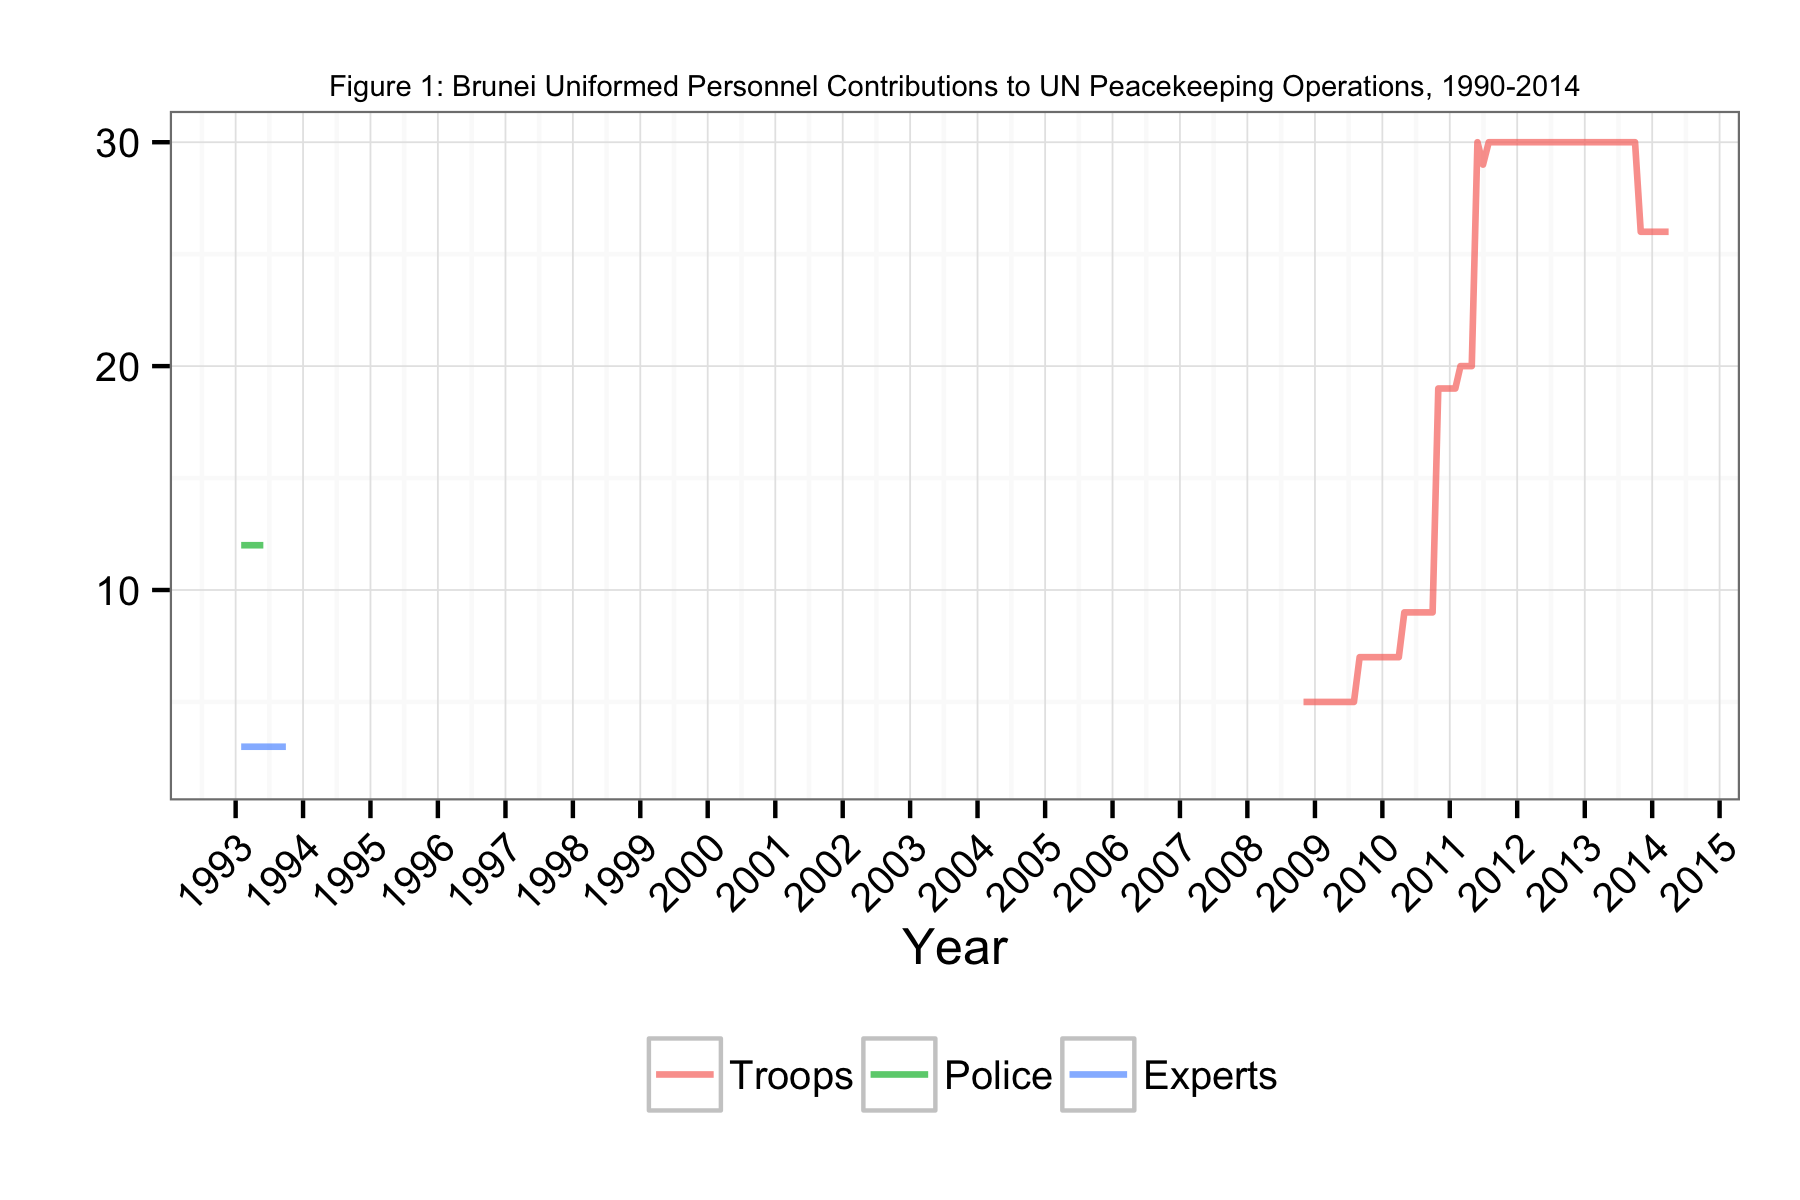 Figure 1: Brunei Uniformed Personnel Contributions to UN Peacekeeping Operations, 1990-2014
30
20
10
1993 1994 1995 1996 1997 1998 1999 2000 2001 2002 2003 2004 2005 2006 2007 2008 2009 2010 2011 2012 2013 2014 2015
Year
Troops Police Experts